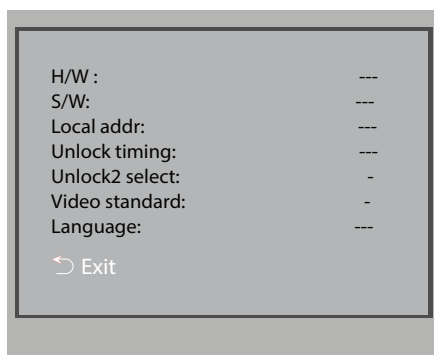 H/W : ---
S/W: ---
Local addr: ---
Unlock timing: ---
Unlock2 select: -
Video standard: -
Language: ---
Exit